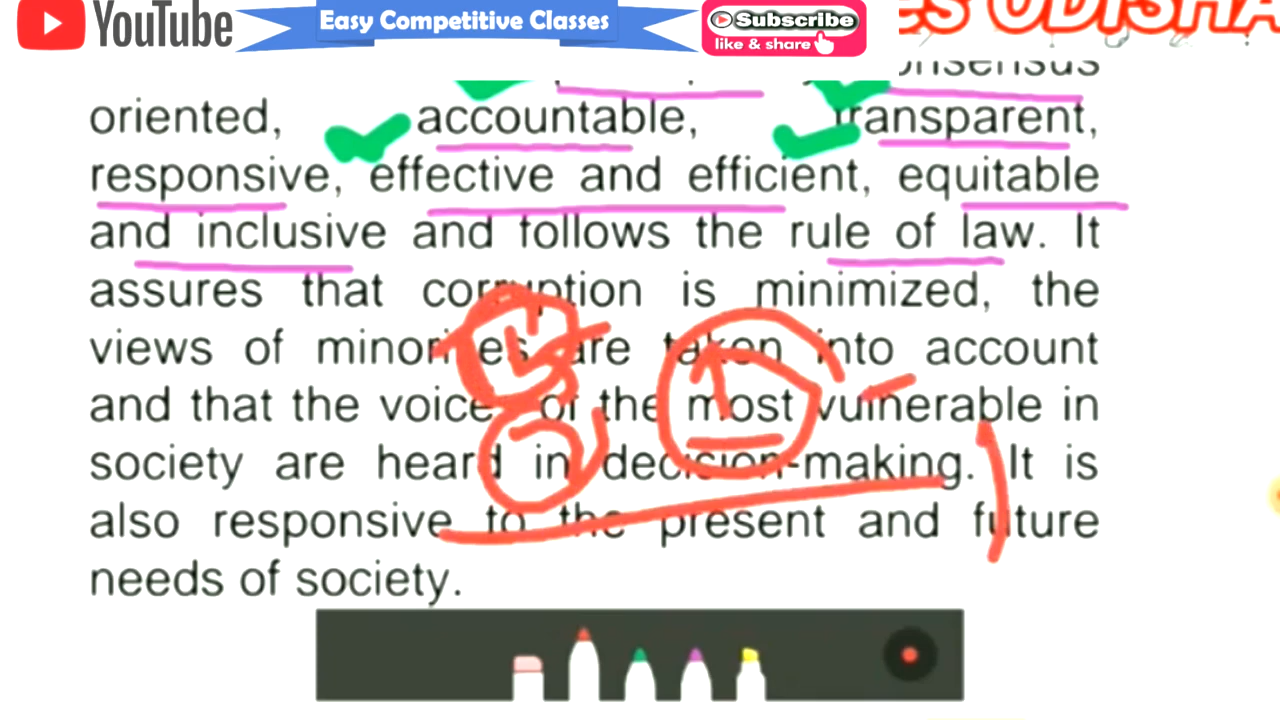 YouTube
Easy Competitive Classes
Subscribe
like & share
ODISHA
oriented, accountable, transparent,
responsive, effective and efficient, equitable
and inclusive and follows the rule of law. It
assures that corruption is minimized, the
views of minorities are taken into account
and that the voices of the most vulnerable in
society are heard in decision-making. It is
also responsive to the present and future
needs of society.